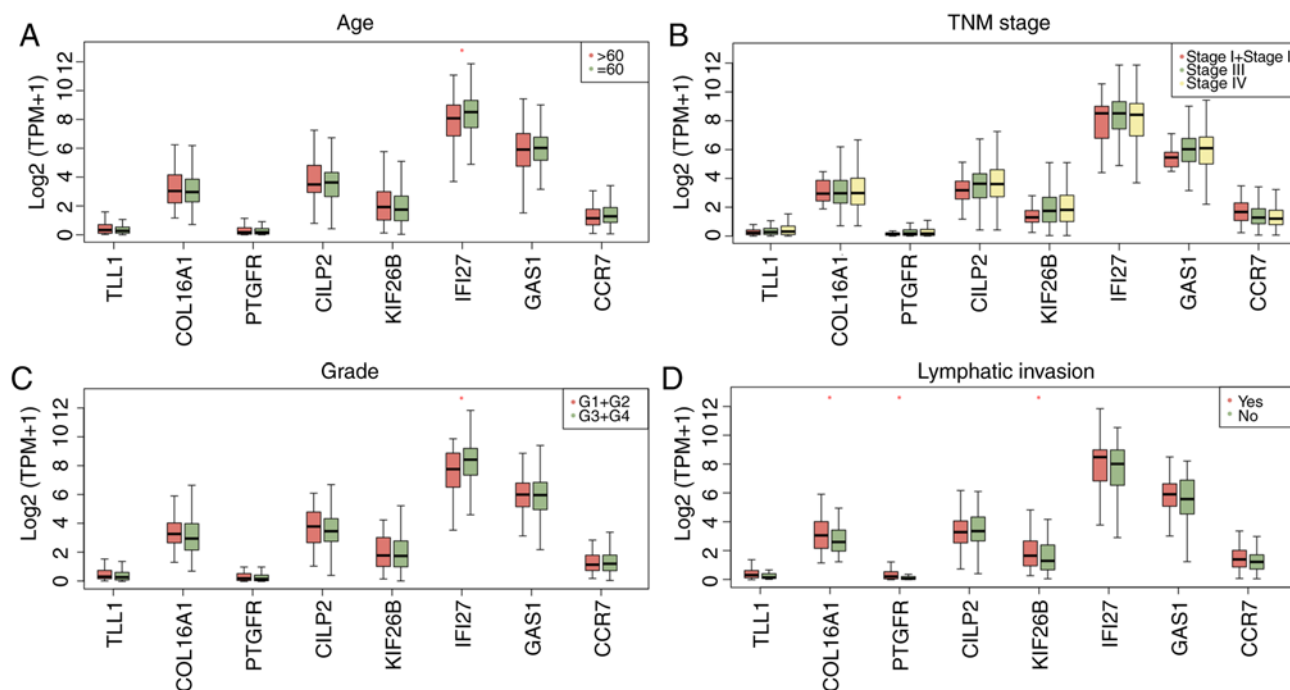 A
Age
Log2 (TPM+1)
0 2 4 6 8 10 12
>60
=60
TLL1 COL16A1 PTGFR CILP2 KIF26B IFI27 GAS1 CCR7
B
TNM stage
Log2 (TPM+1)
0 2 4 6 8 10 12
Stage I+Stage I
Stage III
Stage IV
TLL1 COL16A1 PTGFR CILP2 KIF26B IFI27 GAS1 CCR7
C
Grade
Log2 (TPM+1)
0 2 4 6 8 10 12
G1+G2
G3+G4
TLL1 COL16A1 PTGFR CILP2 KIF26B IFI27 GAS1 CCR7
D
Lymphatic invasion
Log2 (TPM+1)
0 2 4 6 8 10 12
Yes
No
TLL1 COL16A1 PTGFR CILP2 KIF26B IFI27 GAS1 CCR7